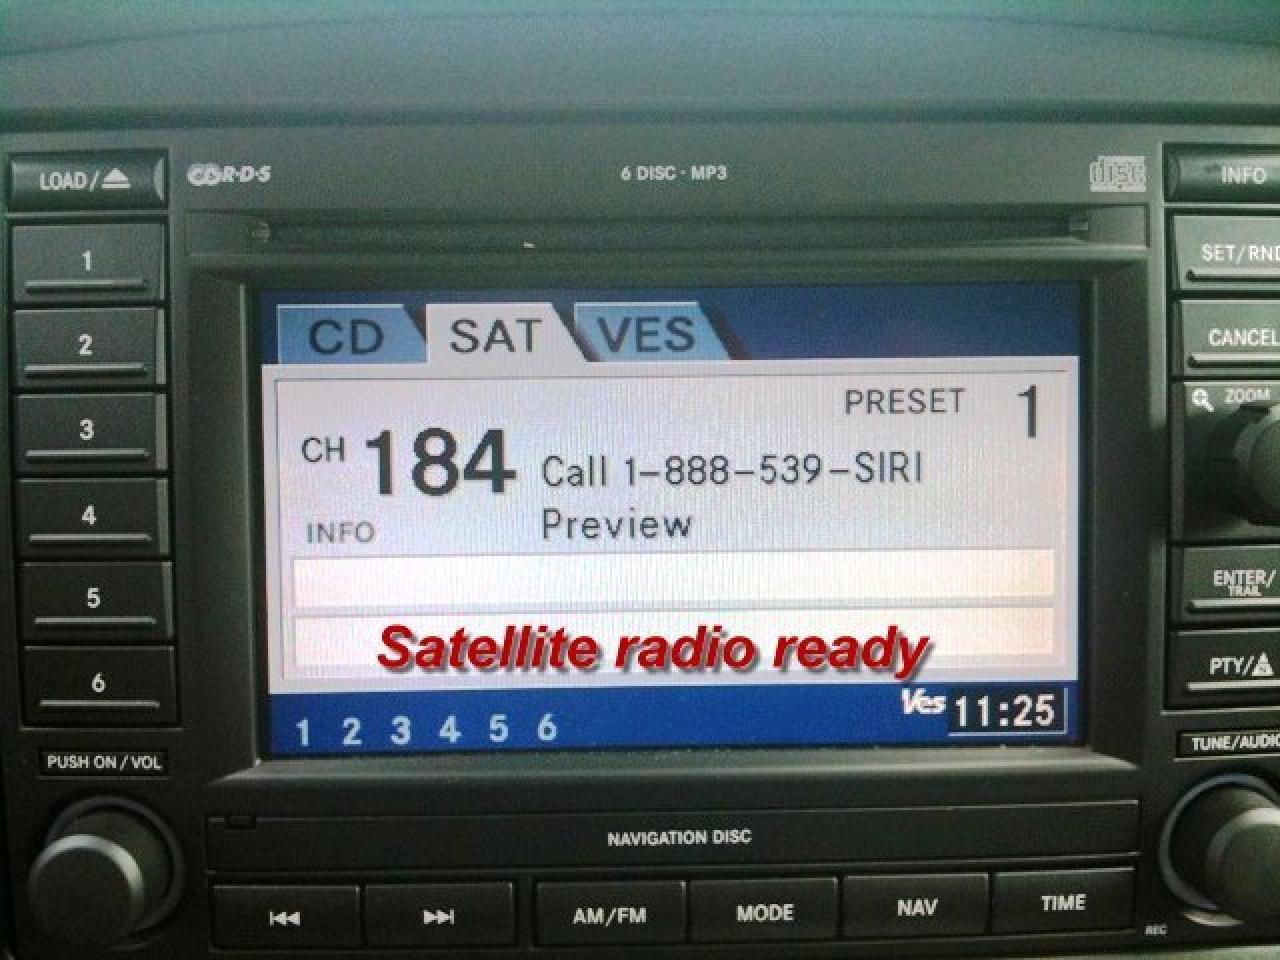 LOAD/
R·D·S
6 DISC · MP3
disc
INFO
1
2
3
4
5
6
CD SAT VES
PRESET 1
CH 184 Call 1-888-539-SIRI
INFO Preview
Satellite radio ready
1 2 3 4 5 6
Ves 11:25
SET/RND
CANCEL
ZOOM
ENTER/
TRAIL
PTY/
PUSH ON / VOL
TUNE/AUDIO
NAVIGATION DISC
AM/FM
MODE
NAV
TIME
REC